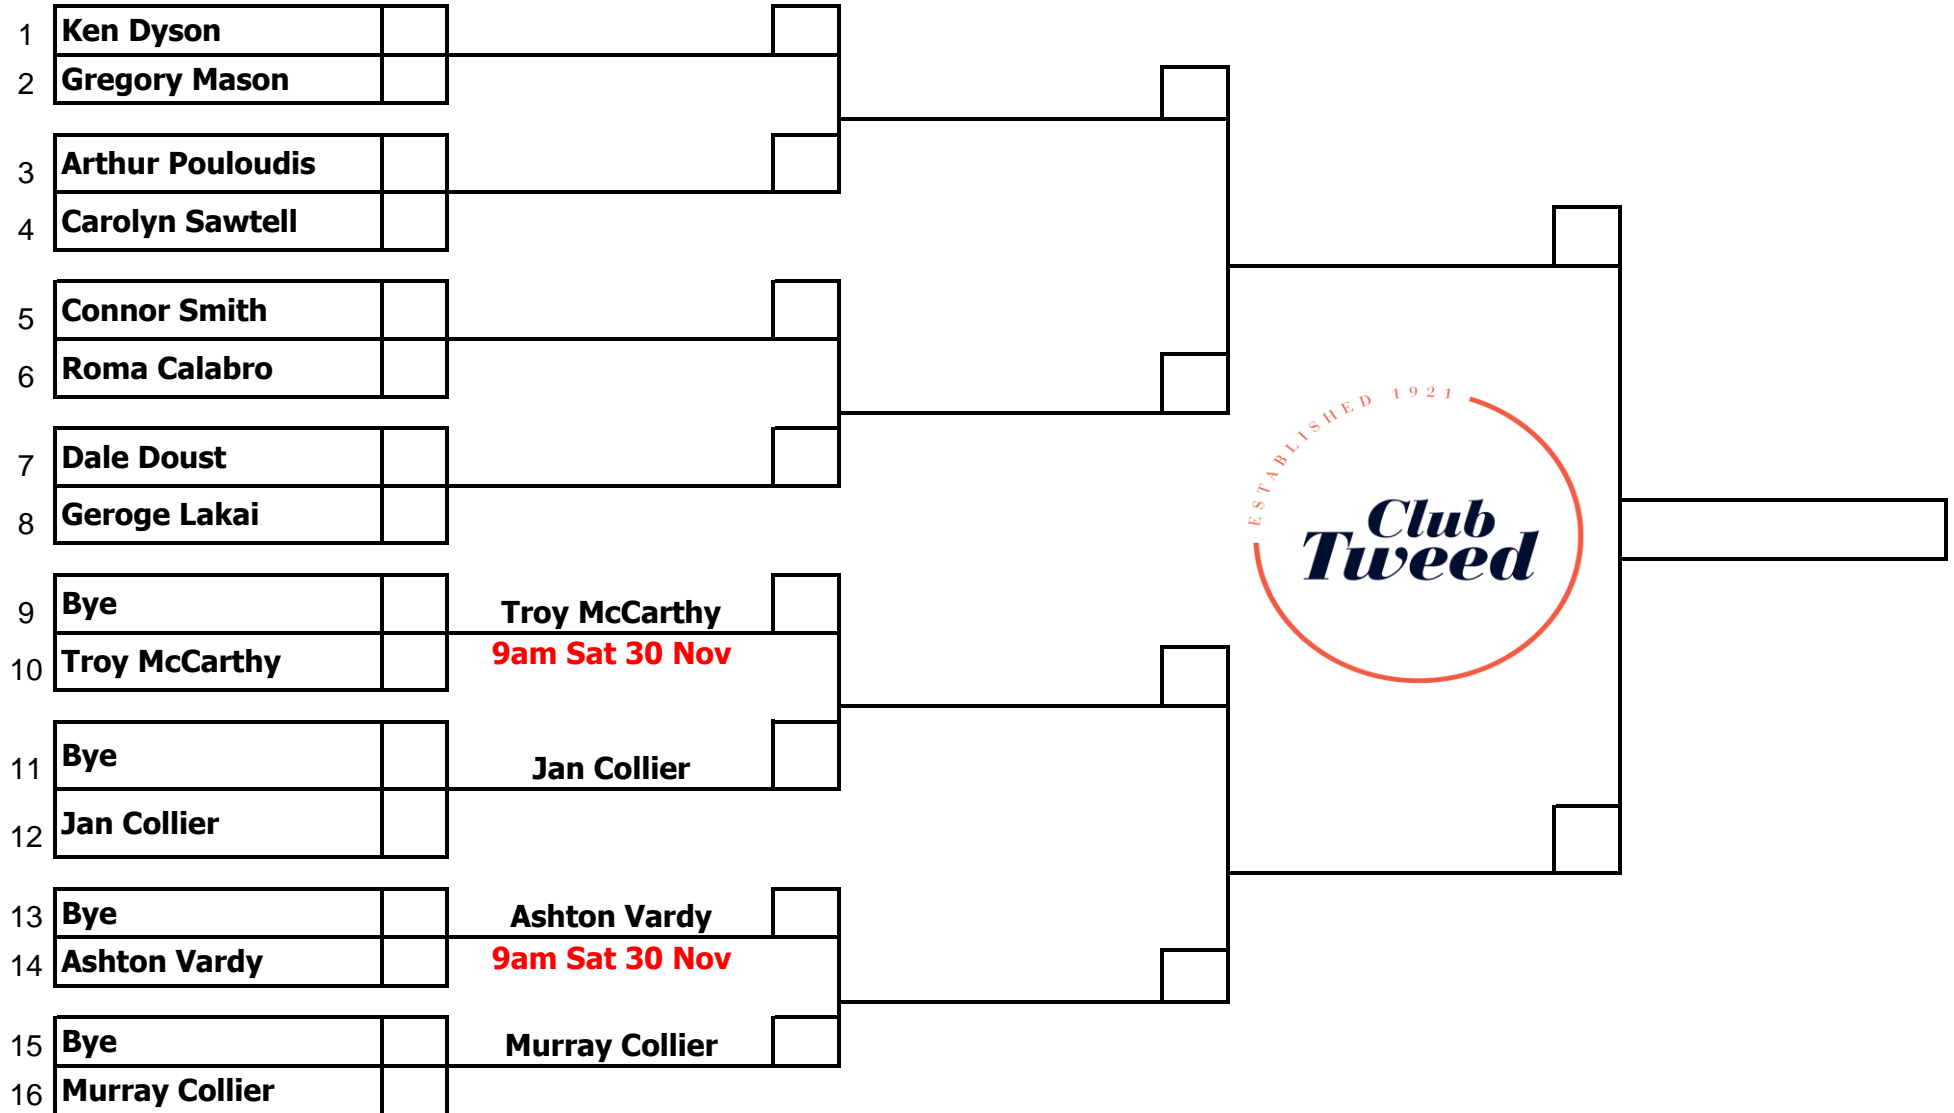 1 Ken Dyson
2 Gregory Mason
3 Arthur Pouloudis
4 Carolyn Sawtell
5 Connor Smith
6 Roma Calabro
7 Dale Doust
8 Geroge Lakai
9 Bye
Troy McCarthy
10 Troy McCarthy
9am Sat 30 Nov
11 Bye
Jan Collier
12 Jan Collier
13 Bye
Ashton Vardy
14 Ashton Vardy
9am Sat 30 Nov
15 Bye
Murray Collier
16 Murray Collier
ESTABLISHED 1921
Club
Tweed